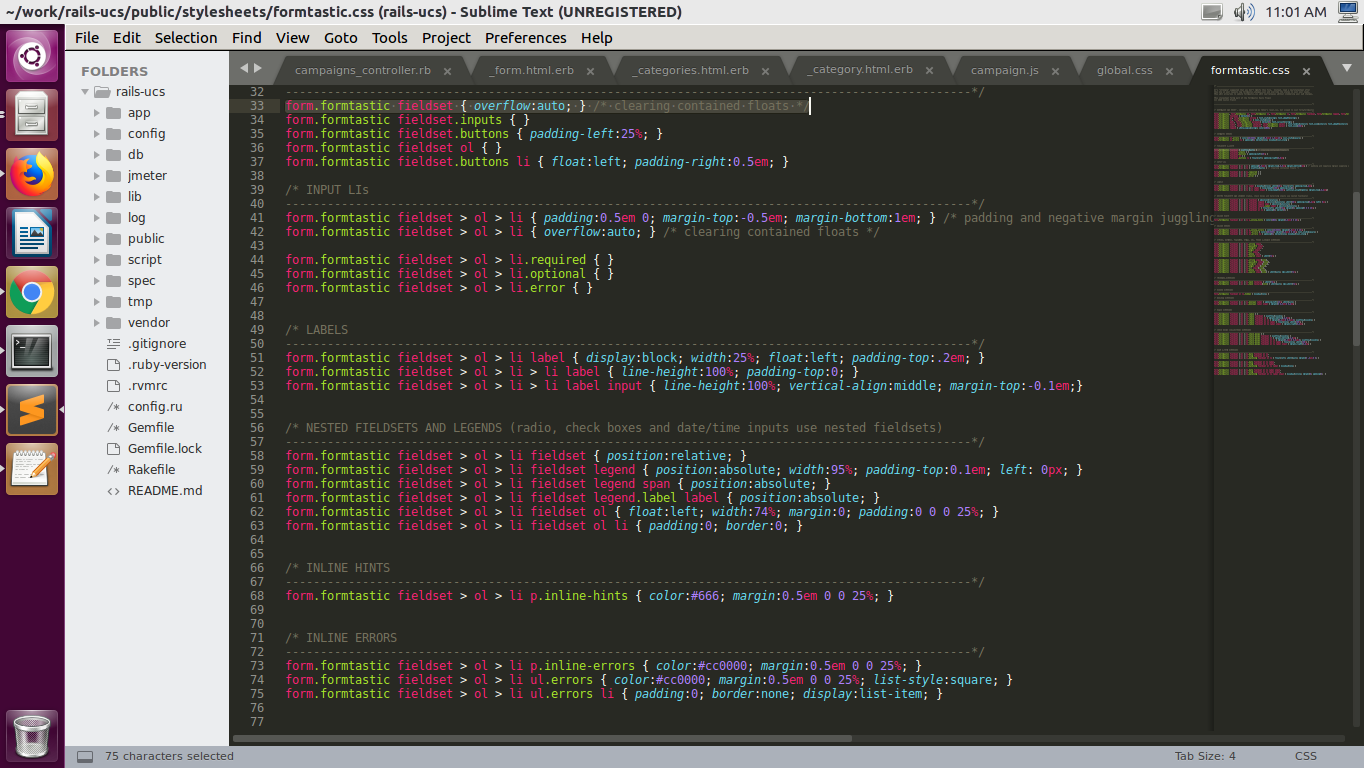 ~/work/rails-ucs/public/stylesheets/formtastic.css (rails-ucs) - Sublime Text (UNREGISTERED)
11:01 AM
File Edit Selection Find View Goto Tools Project Preferences Help
FOLDERS
rails-ucs
app
config
db
jmeter
lib
log
public
script
spec
tmp
vendor
.gitignore
.ruby-version
.rvmrc
config.ru
Gemfile
Gemfile.lock
Rakefile
README.md
campaigns_controller.rb _form.html.erb _categories.html.erb _category.html.erb campaign.js global.css formtastic.css
32 --------------------------------------------------------------------------------------------------*/
33 form.formtastic fieldset { overflow:auto; } /* clearing contained floats */
34 form.formtastic fieldset.inputs { }
35 form.formtastic fieldset.buttons { padding-left:25%; }
36 form.formtastic fieldset ol { }
37 form.formtastic fieldset.buttons li { float:left; padding-right:0.5em; }
38
39 /* INPUT LIs
40 --------------------------------------------------------------------------------------------------*/
41 form.formtastic fieldset > ol > li { padding:0.5em 0; margin-top:-0.5em; margin-bottom:1em; } /* padding and negative margin juggling
42 form.formtastic fieldset > ol > li { overflow:auto; } /* clearing contained floats */
43
44 form.formtastic fieldset > ol > li.required { }
45 form.formtastic fieldset > ol > li.optional { }
46 form.formtastic fieldset > ol > li.error { }
47
48
49 /* LABELS
50 --------------------------------------------------------------------------------------------------*/
51 form.formtastic fieldset > ol > li label { display:block; width:25%; float:left; padding-top:.2em; }
52 form.formtastic fieldset > ol > li > li label { line-height:100%; padding-top:0; }
53 form.formtastic fieldset > ol > li > li label input { line-height:100%; vertical-align:middle; margin-top:-0.1em;}
54
55
56 /* NESTED FIELDSETS AND LEGENDS (radio, check boxes and date/time inputs use nested fieldsets)
57 --------------------------------------------------------------------------------------------------*/
58 form.formtastic fieldset > ol > li fieldset { position:relative; }
59 form.formtastic fieldset > ol > li fieldset legend { position:absolute; width:95%; padding-top:0.1em; left: 0px; }
60 form.formtastic fieldset > ol > li fieldset legend span { position:absolute; }
61 form.formtastic fieldset > ol > li fieldset legend.label label { position:absolute; }
62 form.formtastic fieldset > ol > li fieldset ol { float:left; width:74%; margin:0; padding:0 0 0 25%; }
63 form.formtastic fieldset > ol > li fieldset ol li { padding:0; border:0; }
64
65
66 /* INLINE HINTS
67 --------------------------------------------------------------------------------------------------*/
68 form.formtastic fieldset > ol > li p.inline-hints { color:#666; margin:0.5em 0 0 25%; }
69
70
71 /* INLINE ERRORS
72 --------------------------------------------------------------------------------------------------*/
73 form.formtastic fieldset > ol > li p.inline-errors { color:#cc0000; margin:0.5em 0 0 25%; }
74 form.formtastic fieldset > ol > li ul.errors { color:#cc0000; margin:0.5em 0 0 25%; list-style:square; }
75 form.formtastic fieldset > ol > li ul.errors li { padding:0; border:none; display:list-item; }
76
77
75 characters selected
Tab Size: 4
CSS